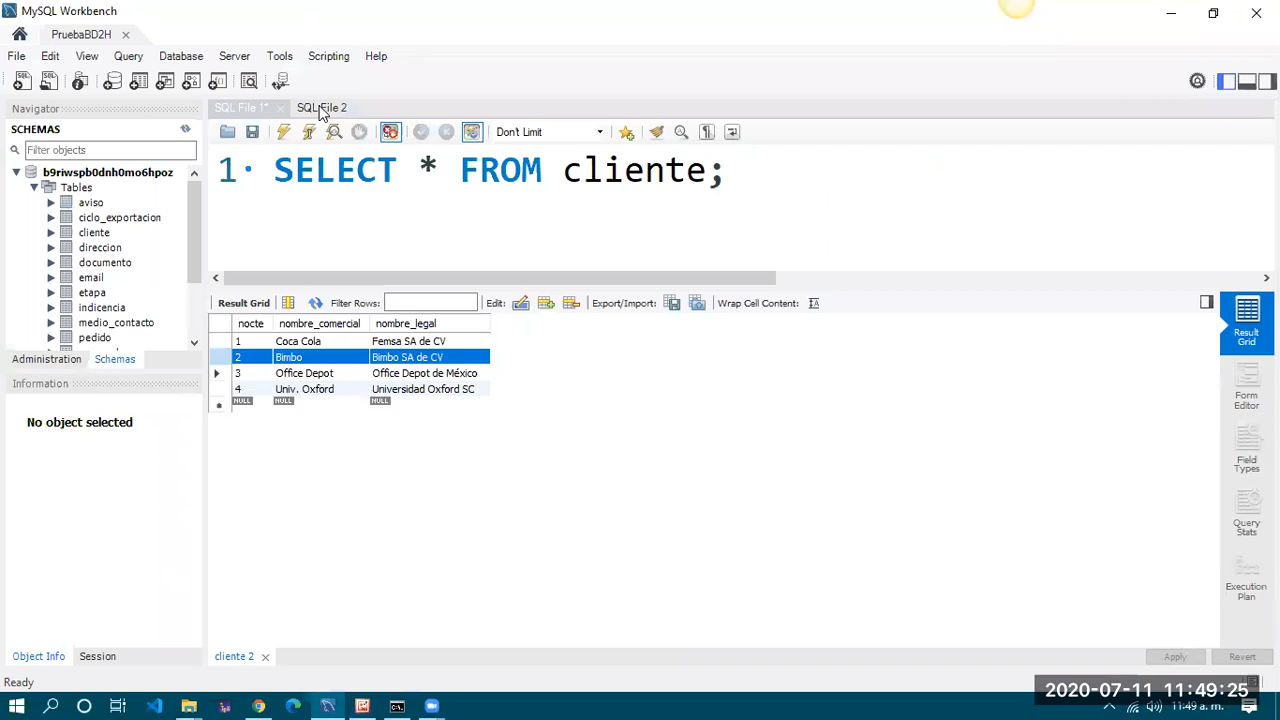 MySQL Workbench
PruebaBD2H
File Edit View Query Database Server Tools Scripting Help
Navigator
SQL File 1* SQL File 2
SCHEMAS
Filter objects
Don't Limit
b9riwspb0dnh0mo6hpoz
Tables
aviso
ciclo_exportacion
cliente
direccion
documento
email
etapa
indicencia
medio_contacto
pedido
1 SELECT * FROM cliente;
Administration Schemas
Information
No object selected
Result Grid Filter Rows: Edit: Export/Import: Wrap Cell Content:
nocte nombre_comercial nombre_legal
1 Coca Cola Femsa SA de CV
2 Bimbo Bimbo SA de CV
3 Office Depot Office Depot de México
4 Univ. Oxford Universidad Oxford SC
NULL NULL NULL
Result
Grid
Form
Editor
Field
Types
Query
Stats
Execution
Plan
Object Info Session
cliente 2
Apply Revert
Ready
2020-07-11 11:49:25
11:49 a. m.